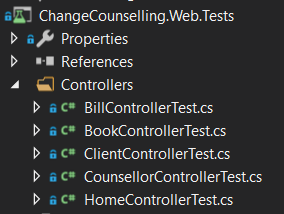 ChangeCounselling.Web.Tests
Properties
References
Controllers
C# BillControllerTest.cs
C# BookControllerTest.cs
C# ClientControllerTest.cs
C# CounsellorControllerTest.cs
C# HomeControllerTest.cs